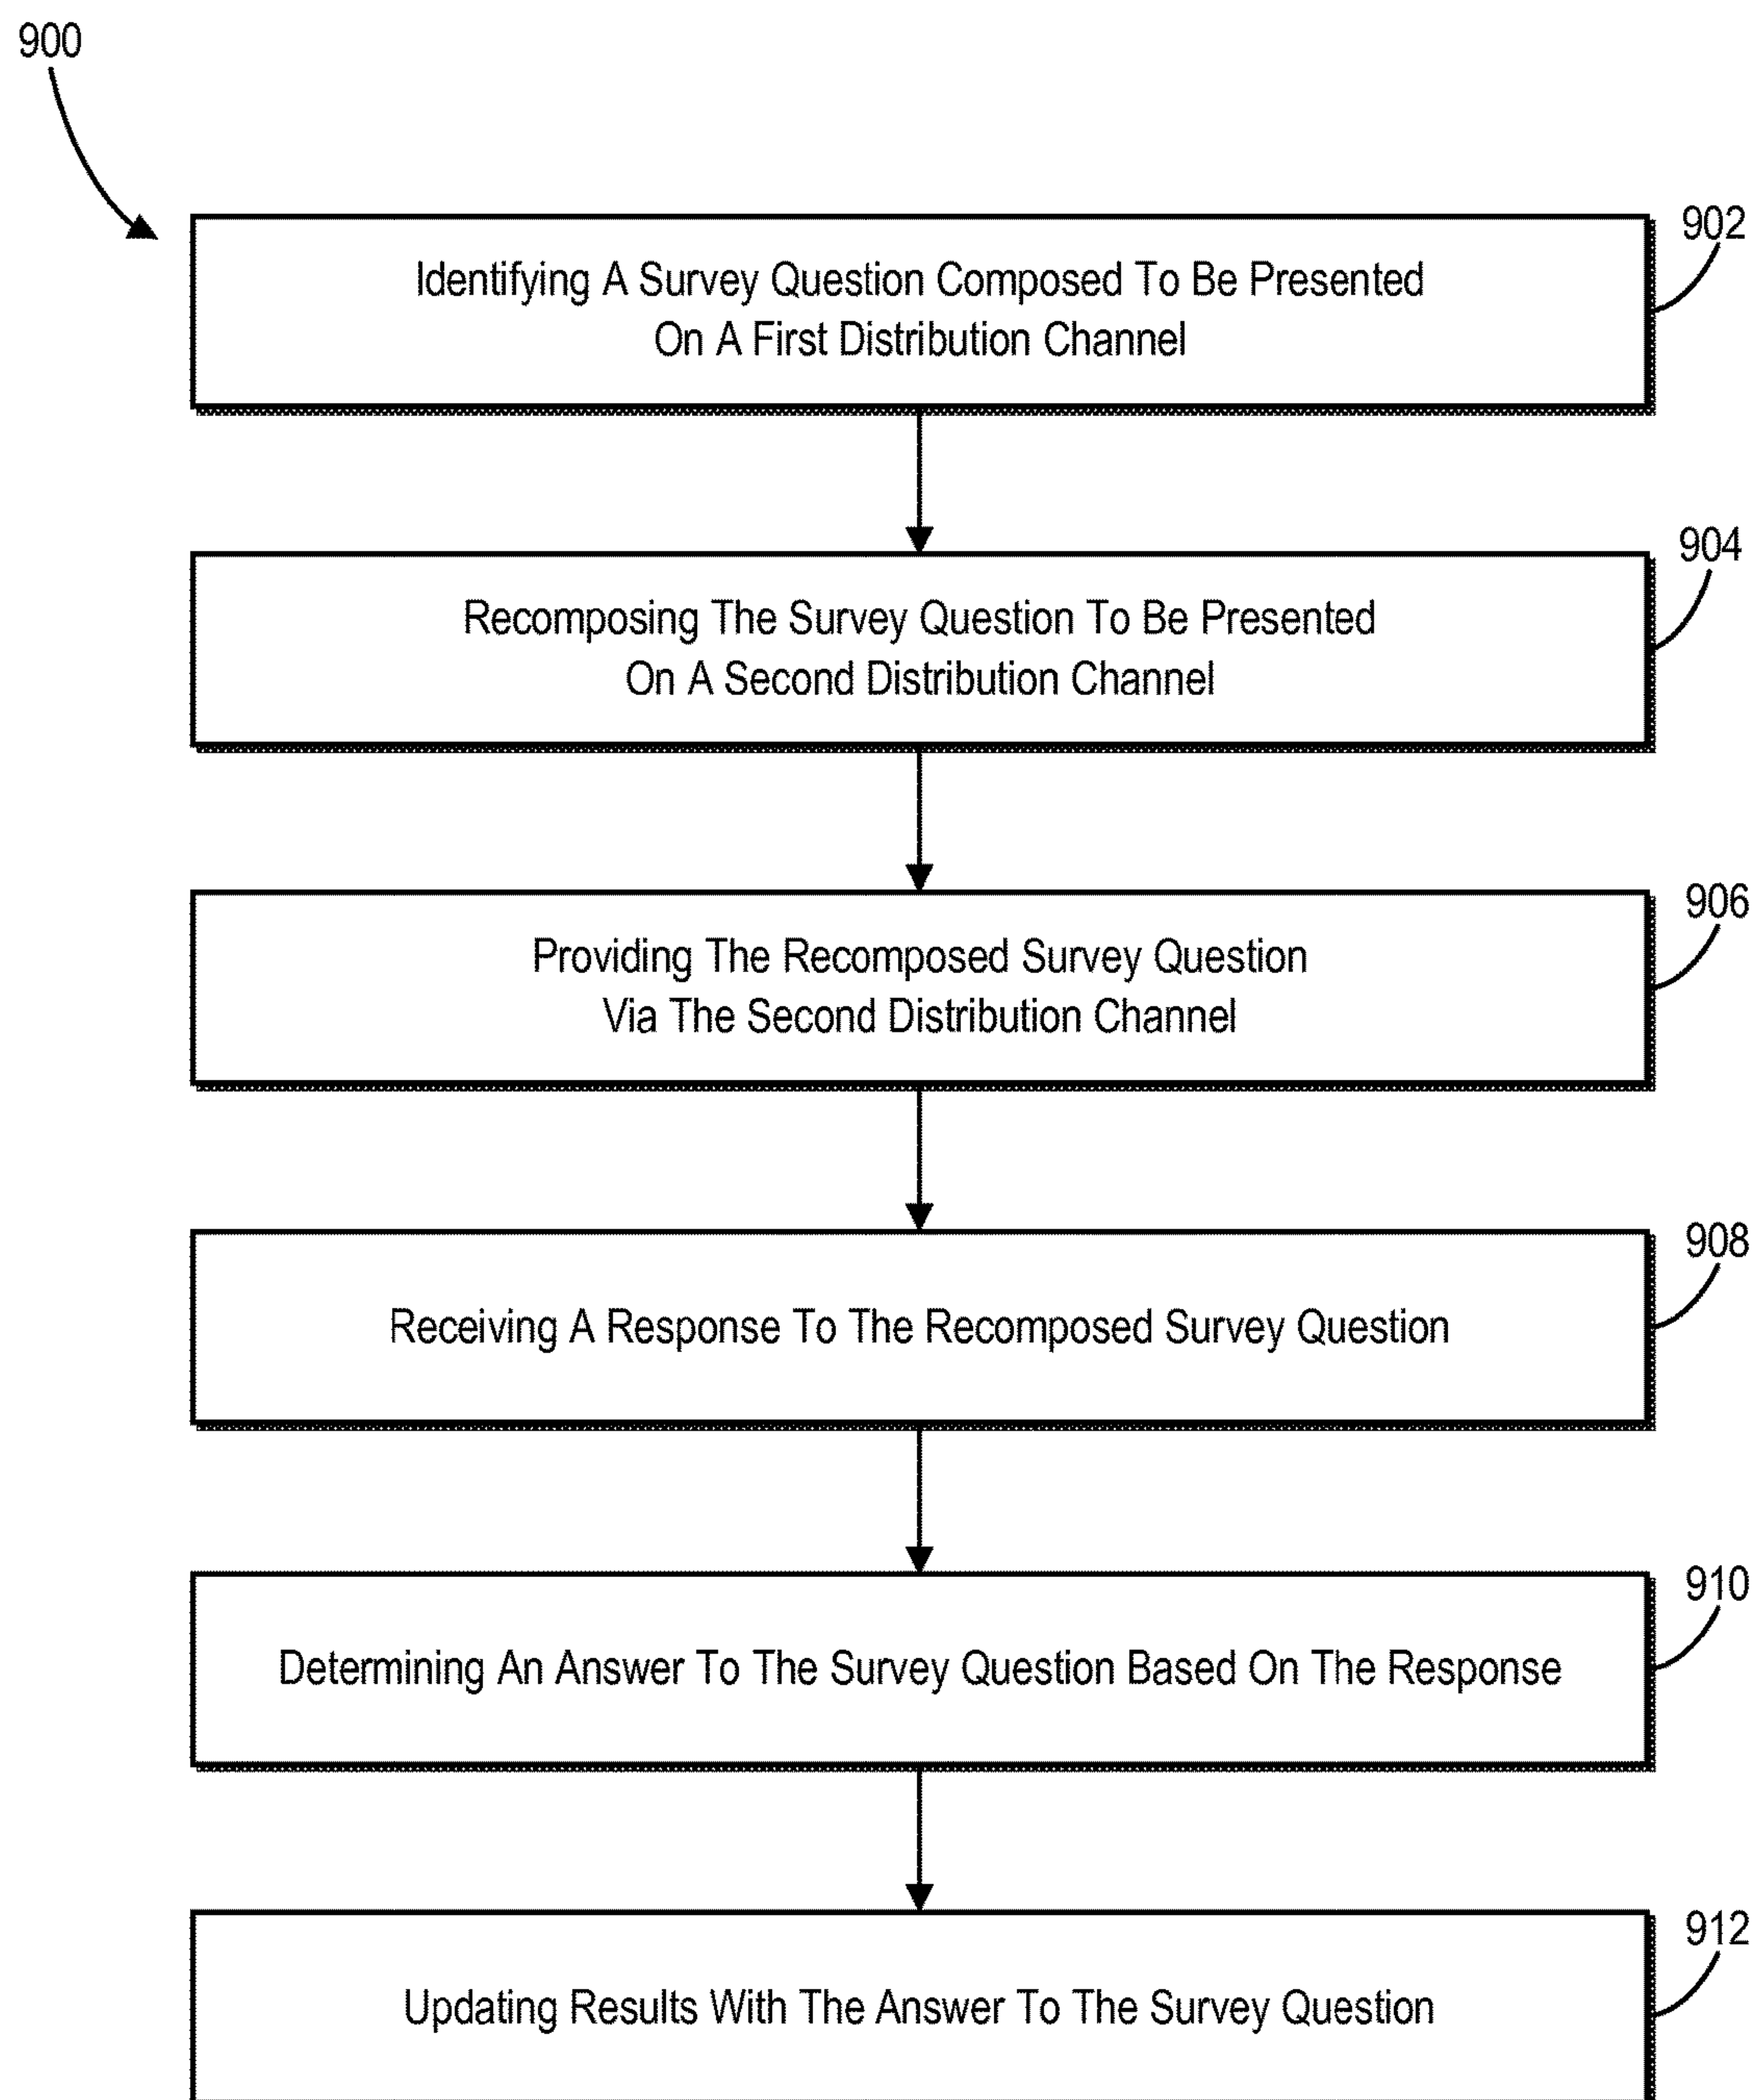 900
902
Identifying A Survey Question Composed To Be Presented
On A First Distribution Channel
904
Recomposing The Survey Question To Be Presented
On A Second Distribution Channel
906
Providing The Recomposed Survey Question
Via The Second Distribution Channel
908
Receiving A Response To The Recomposed Survey Question
910
Determining An Answer To The Survey Question Based On The Response
912
Updating Results With The Answer To The Survey Question